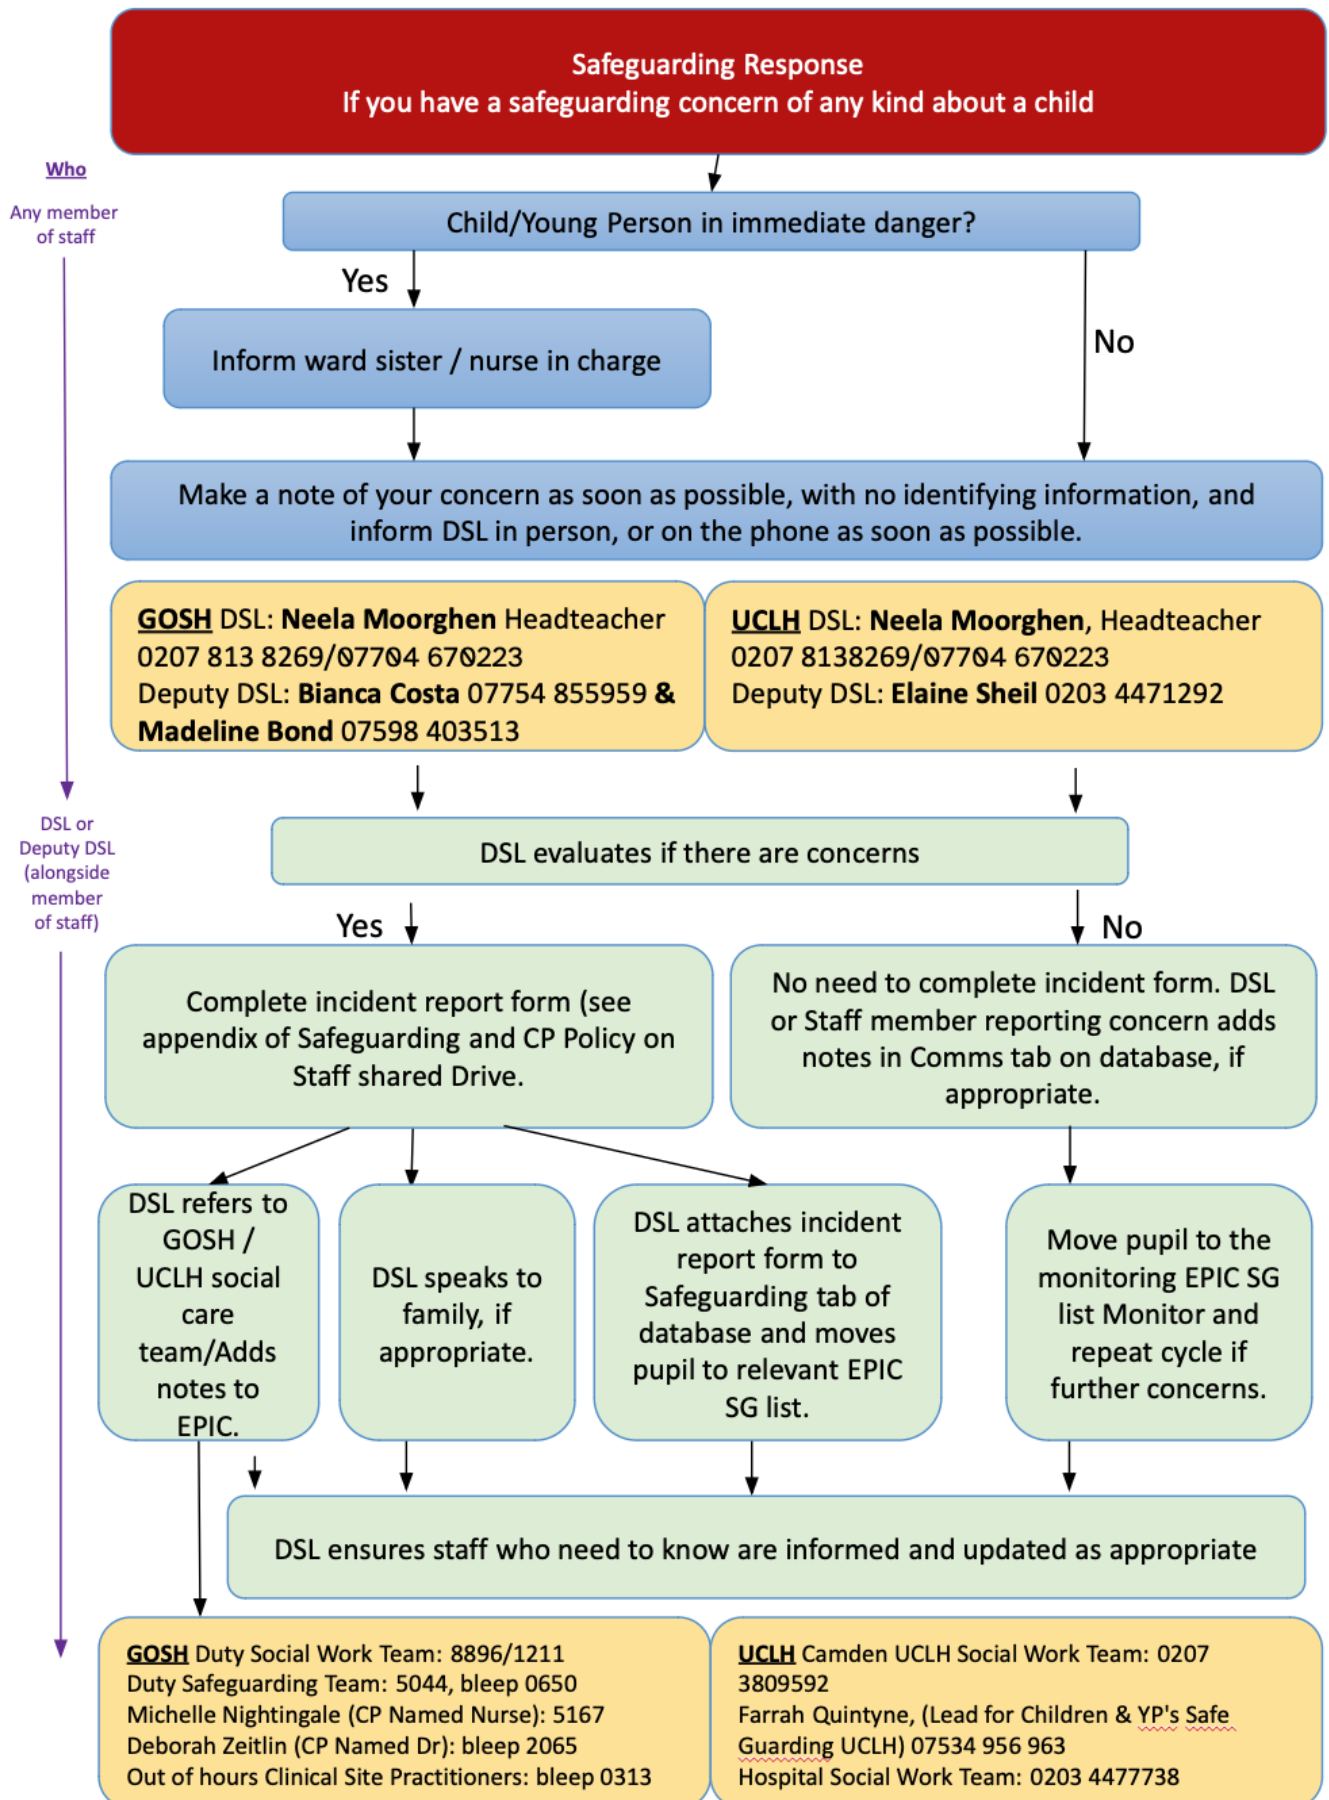 Safeguarding Response
If you have a safeguarding concern of any kind about a child
Who
Any member
of staff
Child/Young Person in immediate danger?
Yes
No
Inform ward sister / nurse in charge
Make a note of your concern as soon as possible, with no identifying information, and
inform DSL in person, or on the phone as soon as possible.
GOSH DSL: Neela Moorghen Headteacher
0207 813 8269/07704 670223
Deputy DSL: Bianca Costa 07754 855959 &
Madeline Bond 07598 403513
UCLH DSL: Neela Moorghen, Headteacher
0207 8138269/07704 670223
Deputy DSL: Elaine Sheil 0203 4471292
DSL or
Deputy DSL
(alongside
member
of staff)
DSL evaluates if there are concerns
Yes
No
Complete incident report form (see
appendix of Safeguarding and CP Policy on
Staff shared Drive.
No need to complete incident form. DSL
or Staff member reporting concern adds
notes in Comms tab on database, if
appropriate.
DSL refers to
GOSH /
UCLH social
care
team/Adds
notes to
EPIC.
DSL speaks to
family, if
appropriate.
DSL attaches incident
report form to
Safeguarding tab of
database and moves
pupil to relevant EPIC
SG list.
Move pupil to the
monitoring EPIC SG
list Monitor and
repeat cycle if
further concerns.
DSL ensures staff who need to know are informed and updated as appropriate
GOSH Duty Social Work Team: 8896/1211
Duty Safeguarding Team: 5044, bleep 0650
Michelle Nightingale (CP Named Nurse): 5167
Deborah Zeitlin (CP Named Dr): bleep 2065
Out of hours Clinical Site Practitioners: bleep 0313
UCLH Camden UCLH Social Work Team: 0207
3809592
Farrah Quintyne, (Lead for Children & YP's Safe
Guarding UCLH) 07534 956 963
Hospital Social Work Team: 0203 4477738